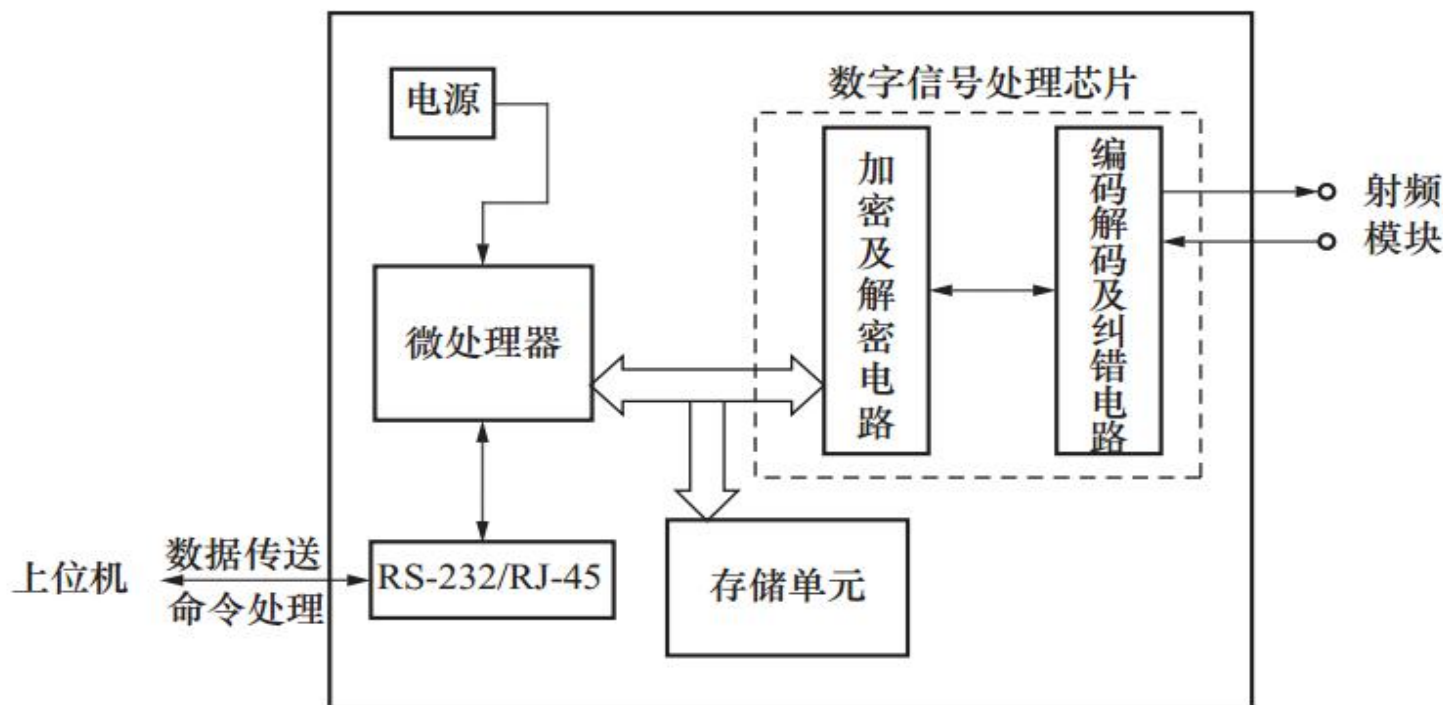 数字信号处理芯片
电源
加密及解密电路
编码解码及纠错电路
射频
模块
微处理器
上位机
数据传送
命令处理
RS-232/RJ-45
存储单元